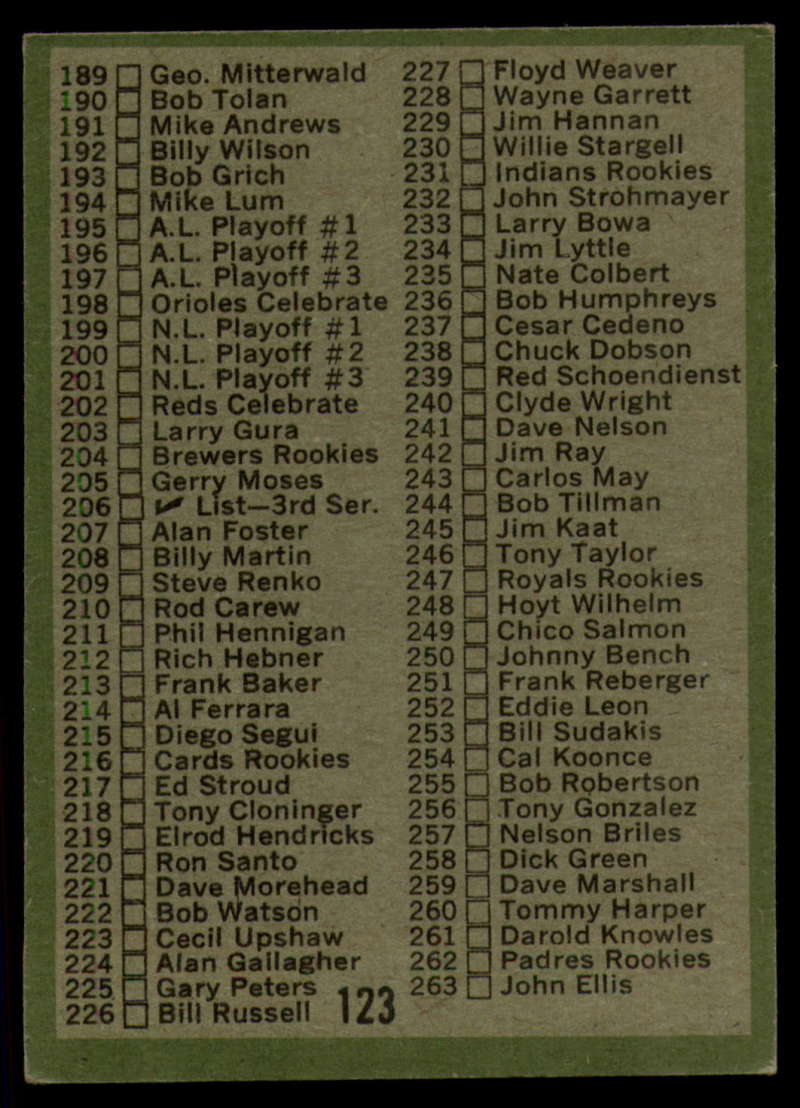 189 Geo. Mitterwald
190 Bob Tolan
191 Mike Andrews
192 Billy Wilson
193 Bob Grich
194 Mike Lum
195 A.L. Playoff #1
196 A.L. Playoff #2
197 A.L. Playoff #3
198 Orioles Celebrate
199 N.L. Playoff #1
200 N.L. Playoff #2
201 N.L. Playoff #3
202 Reds Celebrate
203 Larry Gura
204 Brewers Rookies
205 Gerry Moses
206 ✔ List—3rd Ser.
207 Alan Foster
208 Billy Martin
209 Steve Renko
210 Rod Carew
211 Phil Hennigan
212 Rich Hebner
213 Frank Baker
214 Al Ferrara
215 Diego Segui
216 Cards Rookies
217 Ed Stroud
218 Tony Cloninger
219 Elrod Hendricks
220 Ron Santo
221 Dave Morehead
222 Bob Watson
223 Cecil Upshaw
224 Alan Gallagher
225 Gary Peters
226 Bill Russell
227 Floyd Weaver
228 Wayne Garrett
229 Jim Hannan
230 Willie Stargell
231 Indians Rookies
232 John Strohmayer
233 Larry Bowa
234 Jim Lyttle
235 Nate Colbert
236 Bob Humphreys
237 Cesar Cedeno
238 Chuck Dobson
239 Red Schoendienst
240 Clyde Wright
241 Dave Nelson
242 Jim Ray
243 Carlos May
244 Bob Tillman
245 Jim Kaat
246 Tony Taylor
247 Royals Rookies
248 Hoyt Wilhelm
249 Chico Salmon
250 Johnny Bench
251 Frank Reberger
252 Eddie Leon
253 Bill Sudakis
254 Cal Koonce
255 Bob Robertson
256 Tony Gonzalez
257 Nelson Briles
258 Dick Green
259 Dave Marshall
260 Tommy Harper
261 Darold Knowles
262 Padres Rookies
263 John Ellis
123